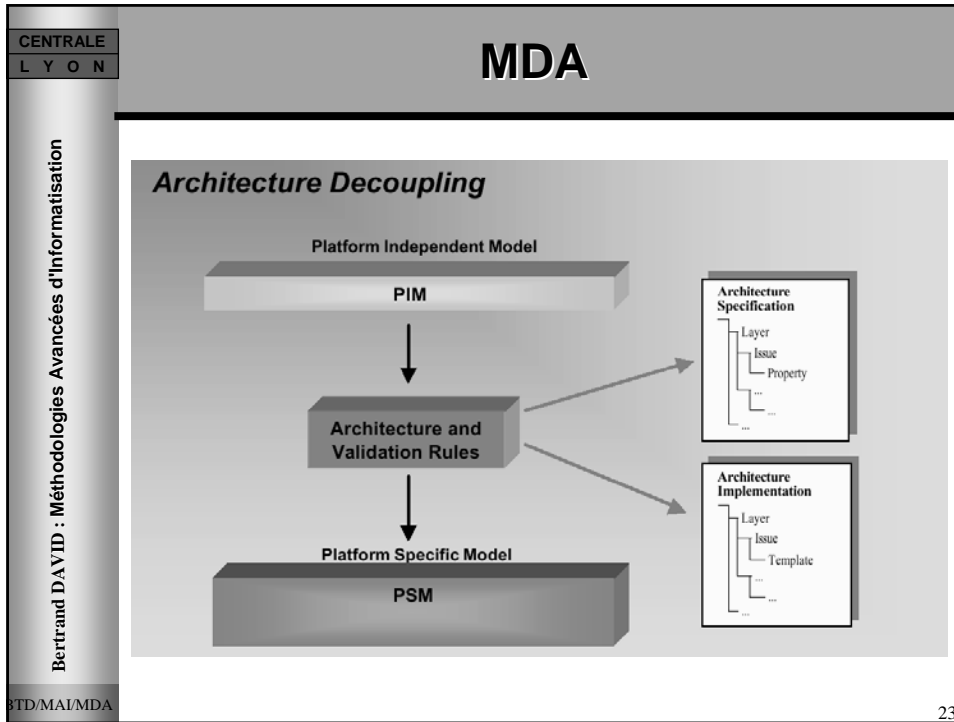 CENTRALE
L Y O N
MDA
Bertrand DAVID : Méthodologies Avancées d'Informatisation
Architecture Decoupling
Platform Independent Model
PIM
Architecture and
Validation Rules
Platform Specific Model
PSM
Architecture
Specification
Layer
Issue
Property
...
...
...
Architecture
Implementation
Layer
Issue
Template
...
...
...
BTD/MAI/MDA
23